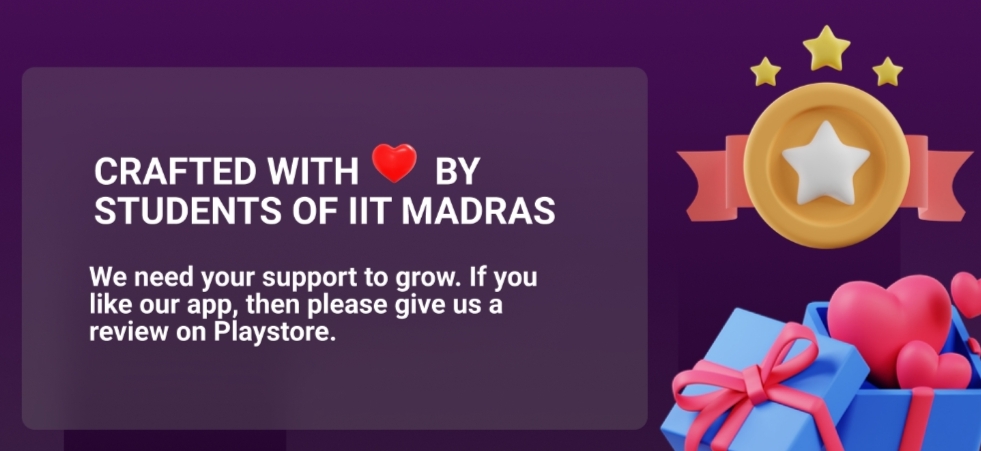 CRAFTED WITH ❤️ BY
STUDENTS OF IIT MADRAS
We need your support to grow. If you
like our app, then please give us a
review on Playstore.